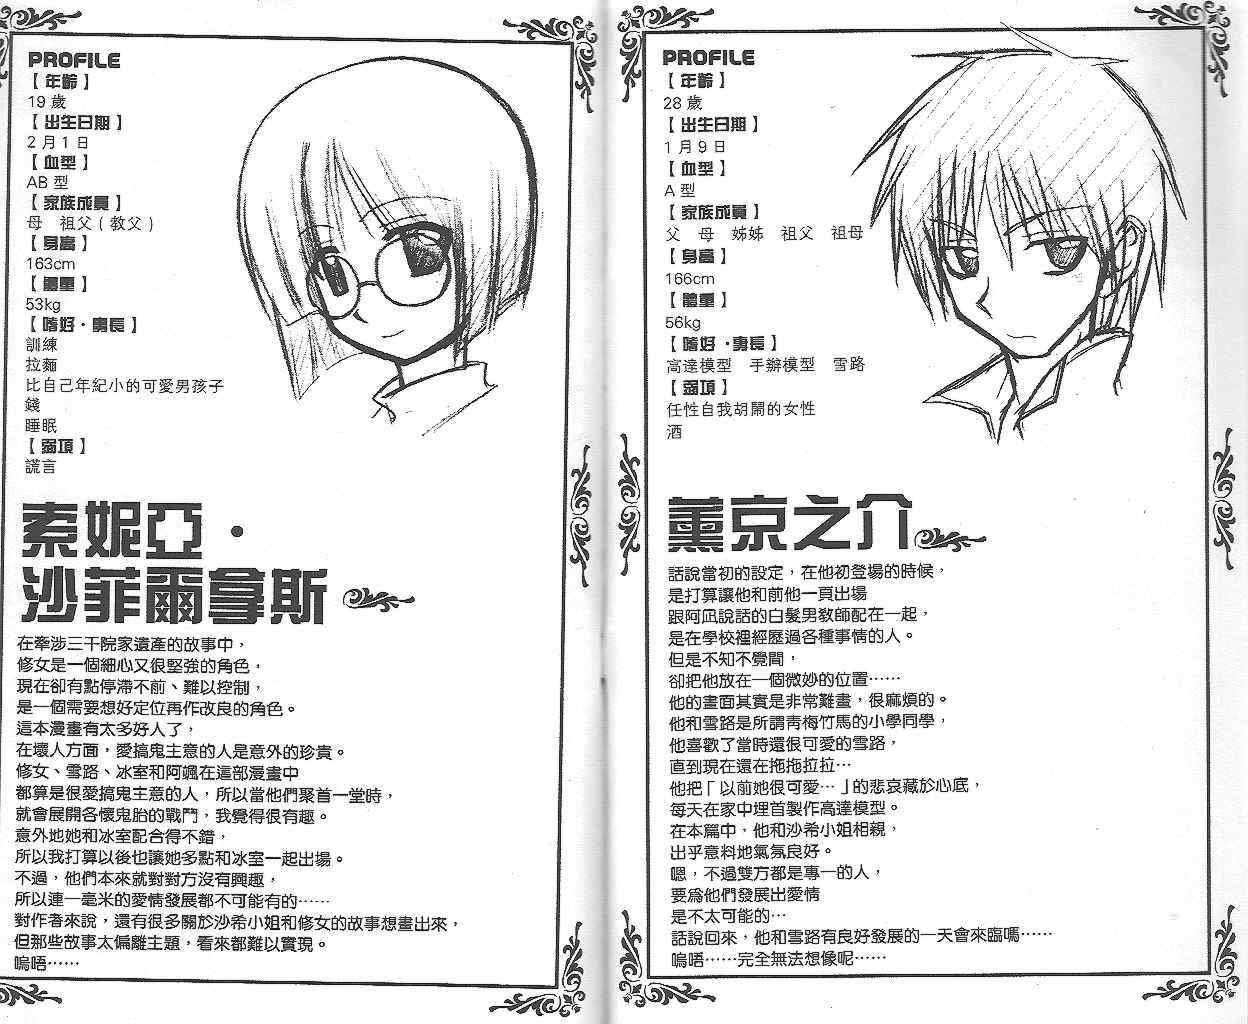 PROFILE
【年齡】
19 歲
【出生日期】
2 月 1 日
【血型】
AB 型
【家族成員】
母　祖父（教父）
【身高】
163cm
【體重】
53kg
【嗜好・專長】
訓練
拉麵
比自己年紀小的可愛男孩子
錢
睡眠
【弱項】
謊言
索妮亞・
沙菲爾拿斯
在牽涉三千院家遺產的故事中，
修女是一個細心又很堅強的角色，
現在卻有點停滯不前、難以控制，
是一個需要想好定位再作改良的角色。
這本漫畫有太多好人了，
在壞人方面，愛搞鬼主意的人是意外的珍貴。
修女、雪路、冰室和阿颯在這部漫畫中
都算是很愛搞鬼主意的人，所以當他們聚首一堂時，
就會展開各懷鬼胎的戰鬥，我覺得很有趣。
意外地她和冰室配合得不錯，
所以我打算以後也讓她多點和冰室一起出場。
不過，他們本來就對對方沒有興趣，
所以連一毫米的愛情發展都不可能有的……
對作者來說，還有很多關於沙希小姐和修女的故事想畫出來，
但那些故事太偏離主題，看來都難以實現。
嗚唔……
PROFILE
【年齡】
28 歲
【出生日期】
1 月 9 日
【血型】
A 型
【家族成員】
父　母　姊姊　祖父　祖母
【身高】
166cm
【體重】
56kg
【嗜好・專長】
高達模型　手辦模型　雪路
【弱項】
任性自我胡鬧的女性
酒
薰京之介
話說當初的設定，在他初登場的時候，
是打算讓他和前他一頁出場
跟阿凪說話的白髮男教師配在一起，
是在學校裡經歷過各種事情的人。
但是不知不覺間，
卻把他放在一個微妙的位置……
他的畫面其實是非常難畫，很麻煩的。
他和雪路是所謂青梅竹馬的小學同學，
他喜歡了當時還很可愛的雪路，
直到現在還在拖拖拉拉…
他把「以前她很可愛…」的悲哀藏於心底，
每天在家中埋首製作高達模型。
在本篇中，他和沙希小姐相親，
出乎意料地氣氛良好。
嗯，不過雙方都是專一的人，
要為他們發展出愛情
是不太可能的…
話說回來，他和雪路有良好發展的一天會來臨嗎……
嗚唔……完全無法想像呢……